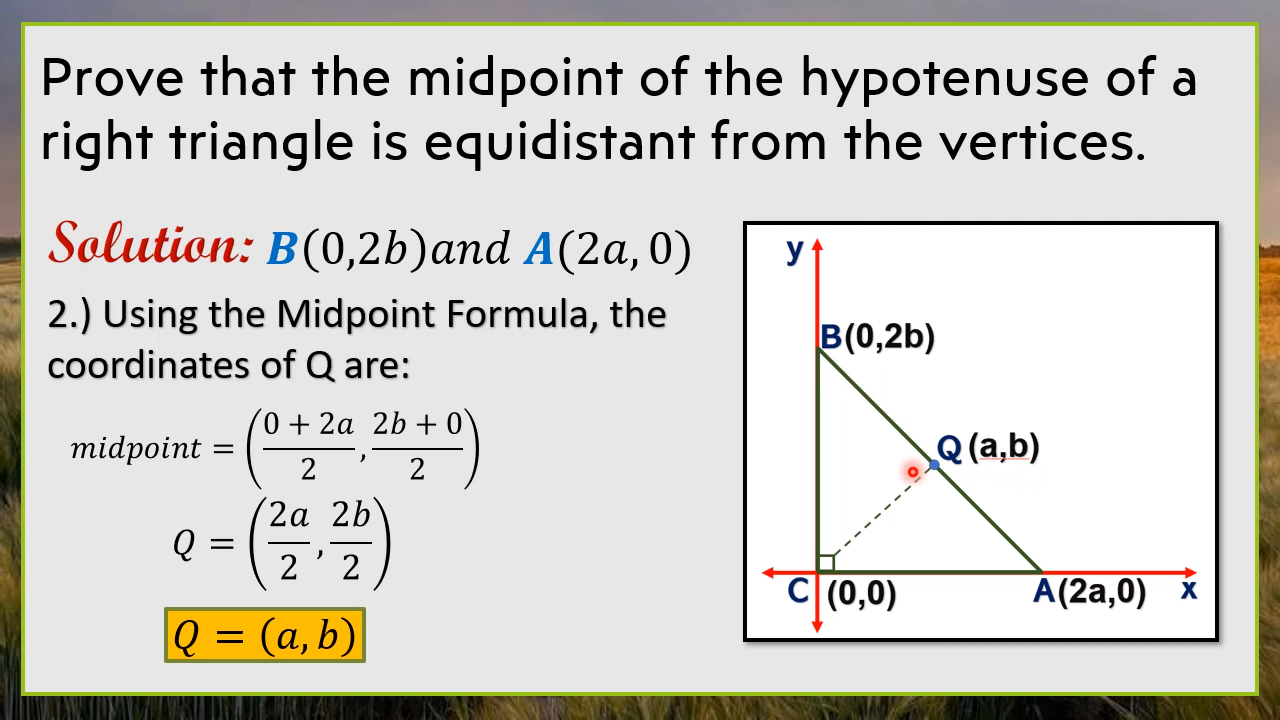 Prove that the midpoint of the hypotenuse of a
right triangle is equidistant from the vertices.
Solution: B(0,2b)and A(2a, 0)
2.) Using the Midpoint Formula, the
coordinates of Q are:
midpoint = ((0 + 2a)/2, (2b + 0)/2)
Q = (2a/2, 2b/2)
Q = (a, b)
y
B(0,2b)
Q (a,b)
C (0,0)
A(2a,0)
x